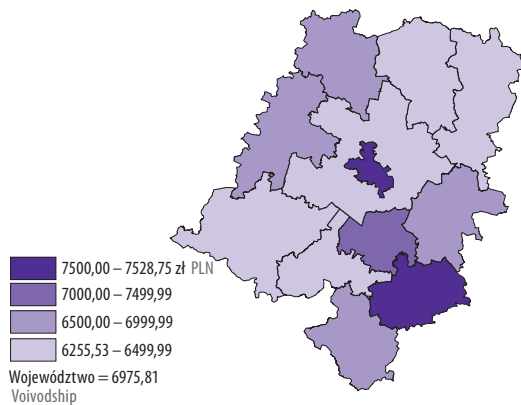 7500,00 – 7528,75 zł PLN
7000,00 – 7499,99
6500,00 – 6999,99
6255,53 – 6499,99
Województwo = 6975,81
Voivodship